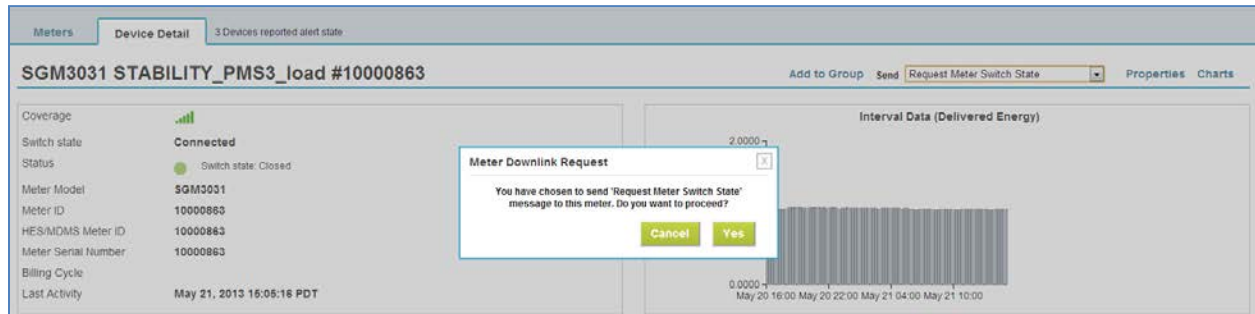 Meters
Device Detail
3 Devices reported alert state
SGM3031 STABILITY_PMS3_load #10000863
Add to Group Send Request Meter Switch State Properties Charts
Coverage
Switch state Connected
Status Switch state: Closed
Meter Model SGM3031
Meter ID 10000863
HES/MDMS Meter ID 10000863
Meter Serial Number 10000863
Billing Cycle
Last Activity May 21, 2013 15:05:16 PDT
Meter Downlink Request X
You have chosen to send 'Request Meter Switch State'
message to this meter. Do you want to proceed?
Cancel Yes
Interval Data (Delivered Energy)
2.0000
0.0000
May 20 16:00 May 20 22:00 May 21 04:00 May 21 10:00